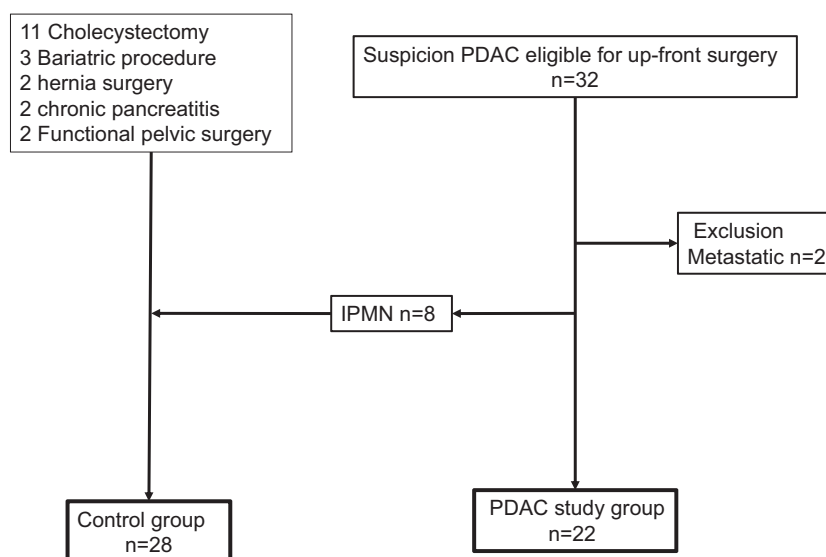 11 Cholecystectomy
3 Bariatric procedure
2 hernia surgery
2 chronic pancreatitis
2 Functional pelvic surgery
Suspicion PDAC eligible for up-front surgery
n=32
Exclusion
Metastatic n=2
IPMN n=8
Control group
n=28
PDAC study group
n=22